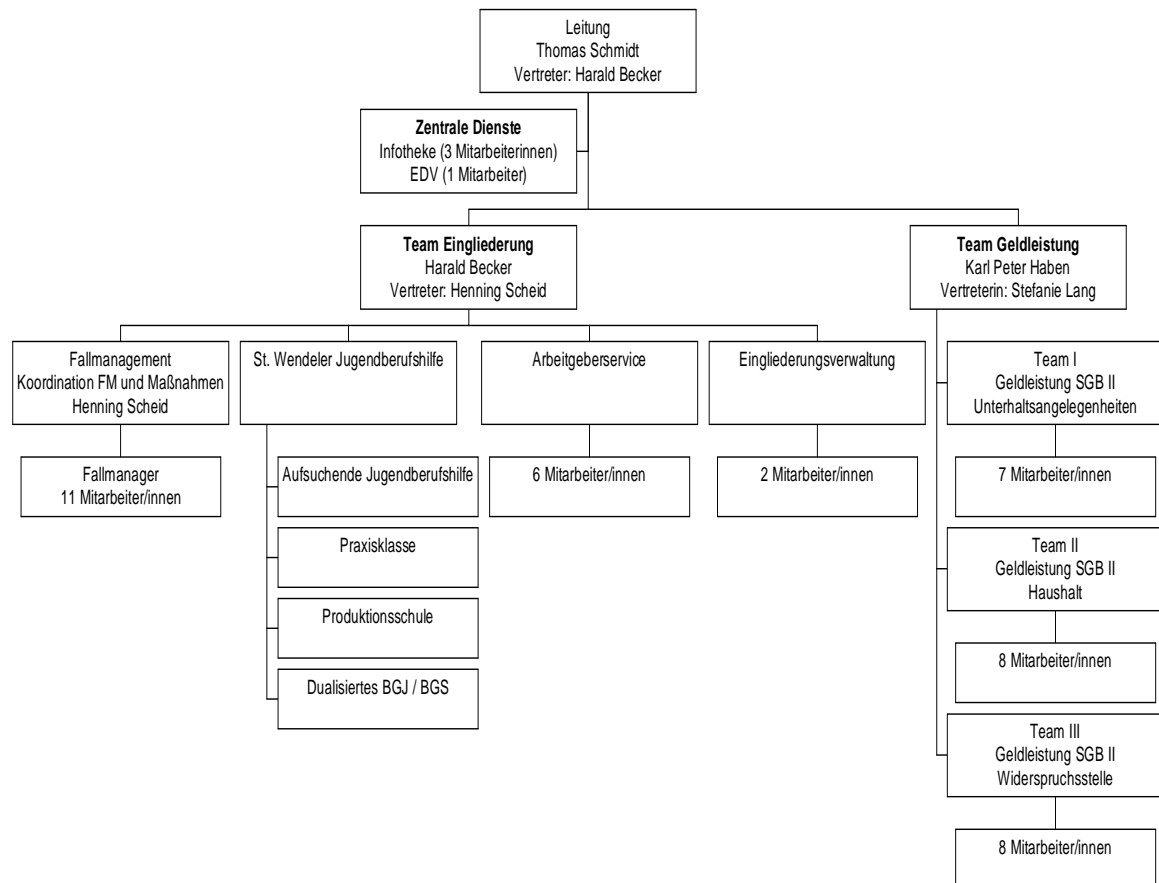 Leitung
Thomas Schmidt
Vertreter: Harald Becker
Zentrale Dienste
Infotheke (3 Mitarbeiterinnen)
EDV (1 Mitarbeiter)
Team Eingliederung
Harald Becker
Vertreter: Henning Scheid
Team Geldleistung
Karl Peter Haben
Vertreterin: Stefanie Lang
Fallmanagement
Koordination FM und Maßnahmen
Henning Scheid
St. Wendeler Jugendberufshilfe
Arbeitgeberservice
Eingliederungsverwaltung
Team I
Geldleistung SGB II
Unterhaltsangelegenheiten
Fallmanager
11 Mitarbeiter/innen
Aufsuchende Jugendberufshilfe
6 Mitarbeiter/innen
2 Mitarbeiter/innen
7 Mitarbeiter/innen
Praxisklasse
Team II
Geldleistung SGB II
Haushalt
Produktionsschule
8 Mitarbeiter/innen
Dualisiertes BGJ / BGS
Team III
Geldleistung SGB II
Widerspruchsstelle
8 Mitarbeiter/innen